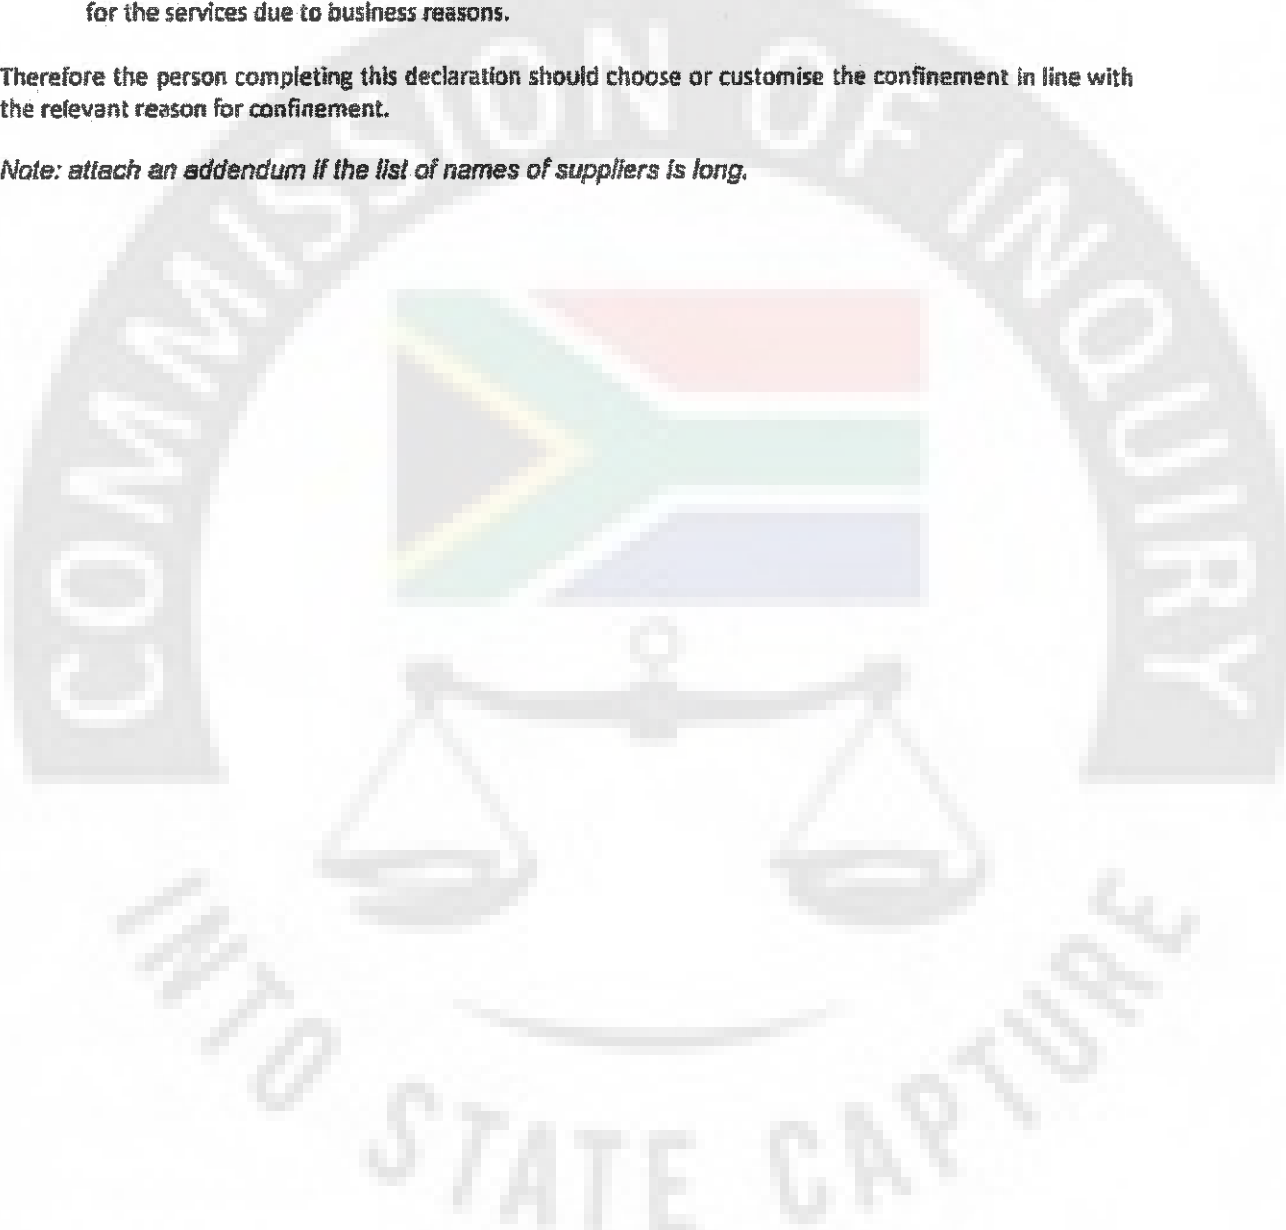 for the services due to business reasons.
Therefore the person completing this declaration should choose or customise the confinement in line with
the relevant reason for confinement.
Note: attach an addendum if the list of names of suppliers is long.
COMMISSION OF INQUIRY
INTO STATE CAPTURE